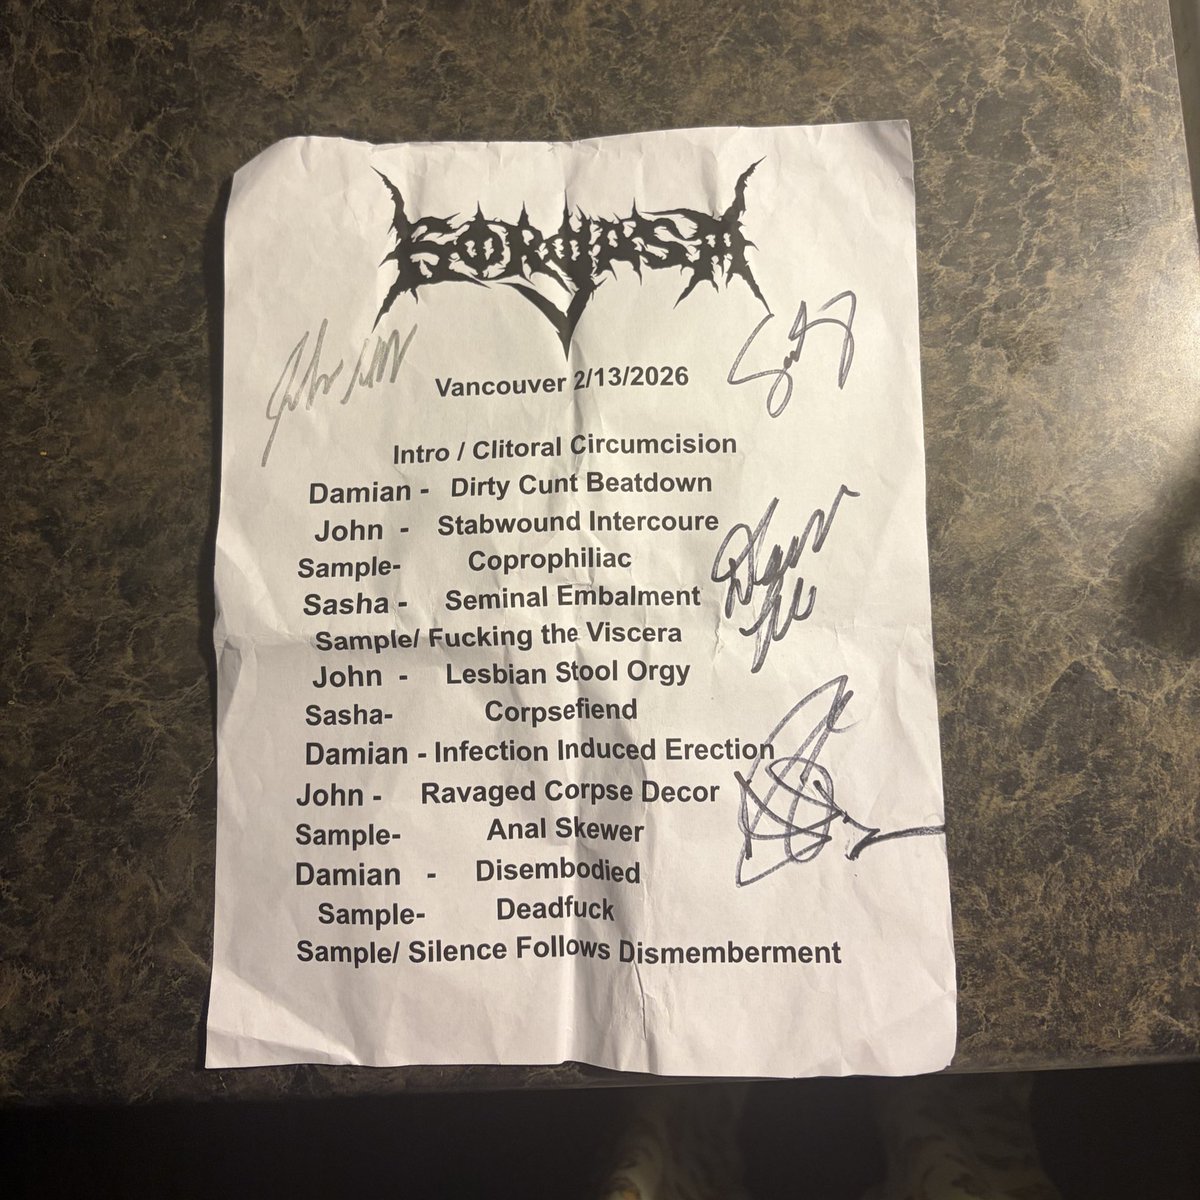 GORGASM
Vancouver 2/13/2026
Intro / Clitoral Circumcision
Damian - Dirty Cunt Beatdown
John - Stabwound Intercoure
Sample- Coprophiliac
Sasha - Seminal Embalment
Sample/ Fucking the Viscera
John - Lesbian Stool Orgy
Sasha- Corpsefiend
Damian - Infection Induced Erection
John - Ravaged Corpse Decor
Sample- Anal Skewer
Damian - Disembodied
Sample- Deadfuck
Sample/ Silence Follows Dismemberment